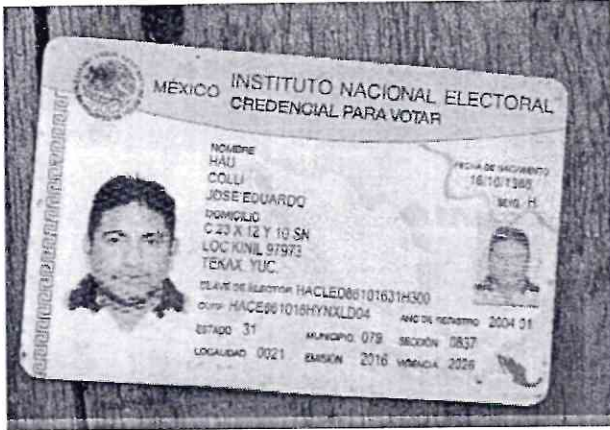 MÉXICO INSTITUTO NACIONAL ELECTORAL
CREDENCIAL PARA VOTAR
NOMBRE
HAU
COLLI
JOSE EDUARDO
FECHA DE NACIMIENTO
16/10/1986
SEXO H
DOMICILIO
C 23 X 12 Y 10 SN
LOC KINIL 97973
TEKAX, YUC.
CLAVE DE ELECTOR HACLED86101631H300
CURP HACE861016HYNXLD04 AÑO DE REGISTRO 2004 01
ESTADO 31 MUNICIPIO 079 SECCIÓN 0837
LOCALIDAD 0021 EMISIÓN 2016 VIGENCIA 2026